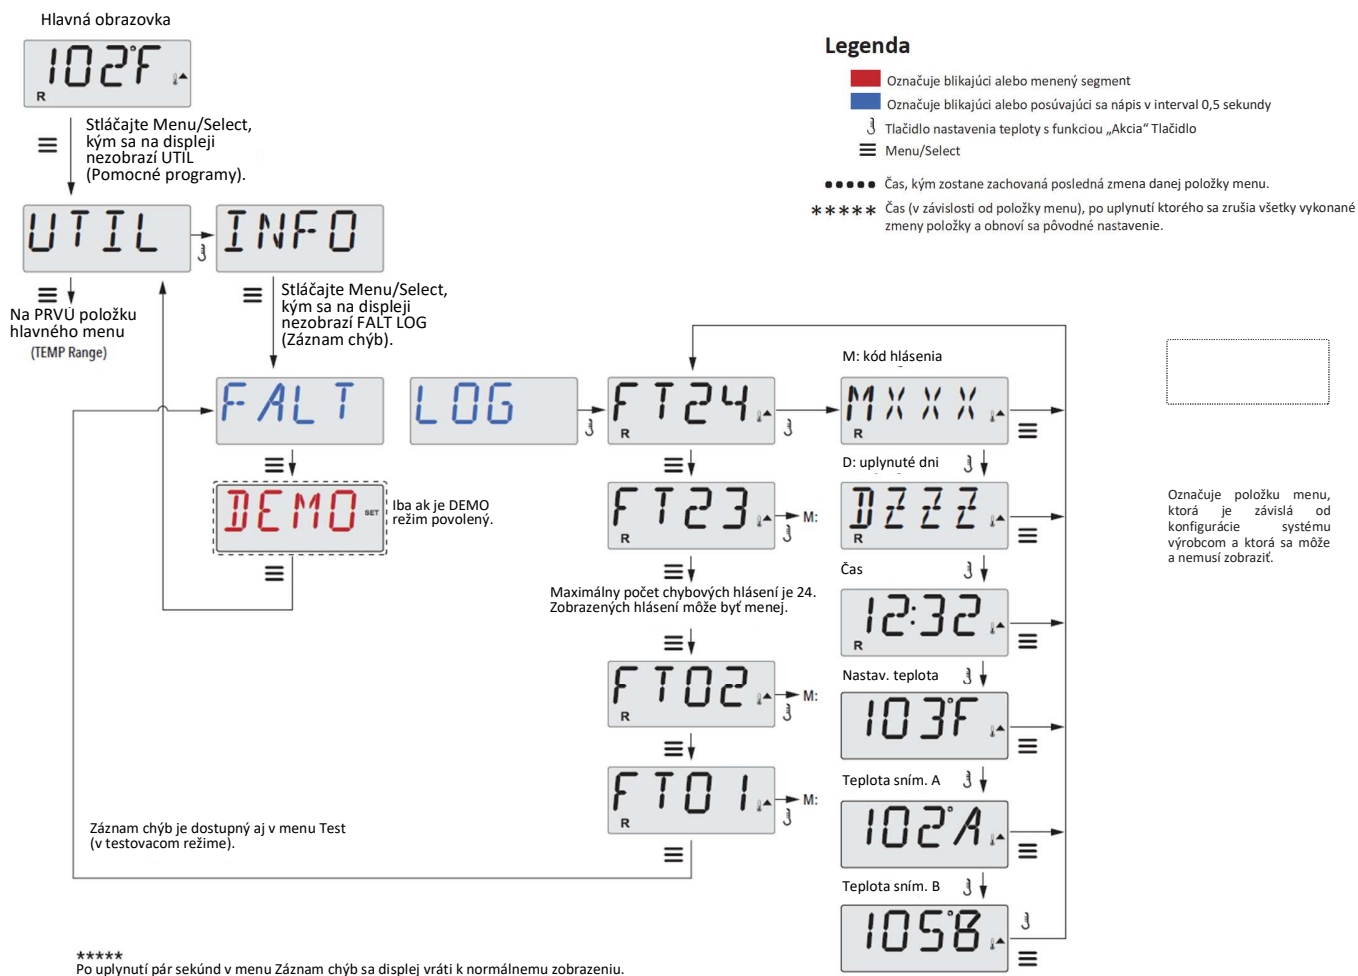 Hlavná obrazovka
102°F
R
Stláčajte Menu/Select,
kým sa na displeji
nezobrazí UTIL
(Pomocné programy).
UTIL
INFO
Na PRVÚ položku
hlavného menu
(TEMP Range)
Stláčajte Menu/Select,
kým sa na displeji
nezobrazí FALT LOG
(Záznam chýb).
FALT
LOG
DEMO
SET
Iba ak je DEMO
režim povolený.
FT24
R
FT23
R
M:
Maximálny počet chybových hlásení je 24.
Zobrazených hlásení môže byť menej.
FT02
R
M:
FT01
R
M:
M: kód hlásenia
MXXX
R
D: uplynuté dni
DZZZ
R
Čas
12:32
R
Nastav. teplota
103°F
Teplota sním. A
102°A
Teplota sním. B
105°B
Legenda
Označuje blikajúci alebo menený segment
Označuje blikajúci alebo posúvajúci sa nápis v interval 0,5 sekundy
Tlačidlo nastavenia teploty s funkciou „Akcia“ Tlačidlo
Menu/Select
Čas, kým zostane zachovaná posledná zmena danej položky menu.
***** Čas (v závislosti od položky menu), po uplynutí ktorého sa zrušia všetky vykonané
zmeny položky a obnoví sa pôvodné nastavenie.
Označuje položku menu,
ktorá je závislá od
konfigurácie systému
výrobcom a ktorá sa môže
a nemusí zobraziť.
Záznam chýb je dostupný aj v menu Test
(v testovacom režime).
*****
Po uplynutí pár sekúnd v menu Záznam chýb sa displej vráti k normálnemu zobrazeniu.